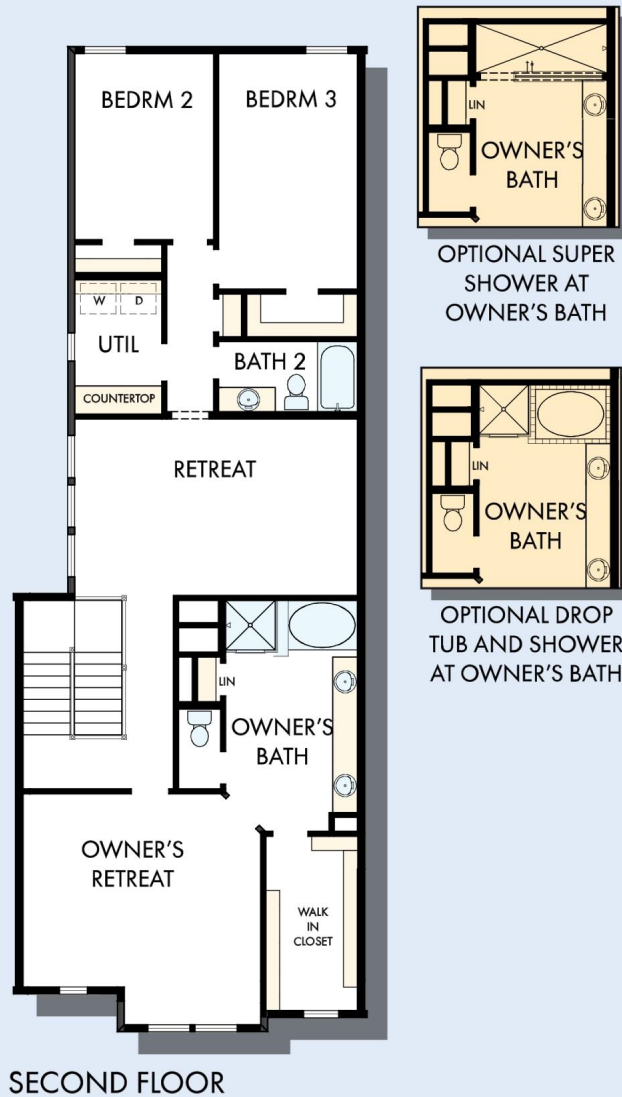 BEDRM 2
BEDRM 3
W D
UTIL
COUNTERTOP
BATH 2
RETREAT
LIN
OWNER'S
BATH
OWNER'S
RETREAT
WALK
IN
CLOSET
SECOND FLOOR
LIN
OWNER'S
BATH
OPTIONAL SUPER
SHOWER AT
OWNER'S BATH
LIN
OWNER'S
BATH
OPTIONAL DROP
TUB AND SHOWER
AT OWNER'S BATH